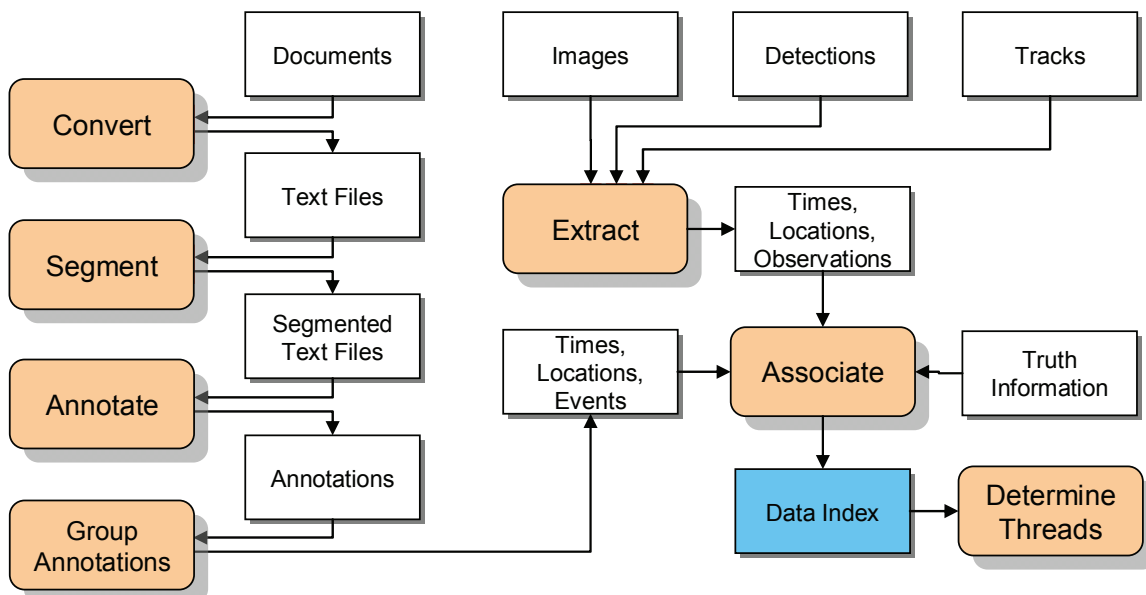 Documents
Images
Detections
Tracks
Convert
Text Files
Segment
Segmented
Text Files
Annotate
Annotations
Group
Annotations
Extract
Times,
Locations,
Observations
Times,
Locations,
Events
Associate
Truth
Information
Data Index
Determine
Threads